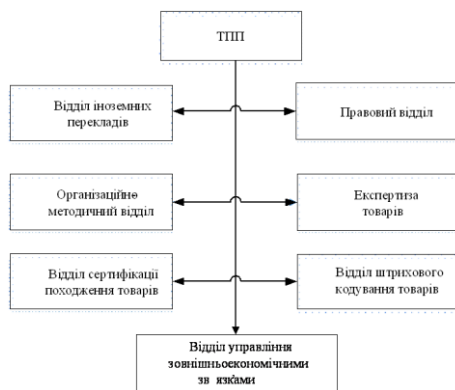 ТПП
Відділ іноземних
перекладів
Правовий відділ
Організаційно
методичний відділ
Експертиза
товарів
Відділ сертифікації
походження товарів
Відділ штрихового
кодування товарів
Відділ управління
зовнішньоекономічними
зв язками